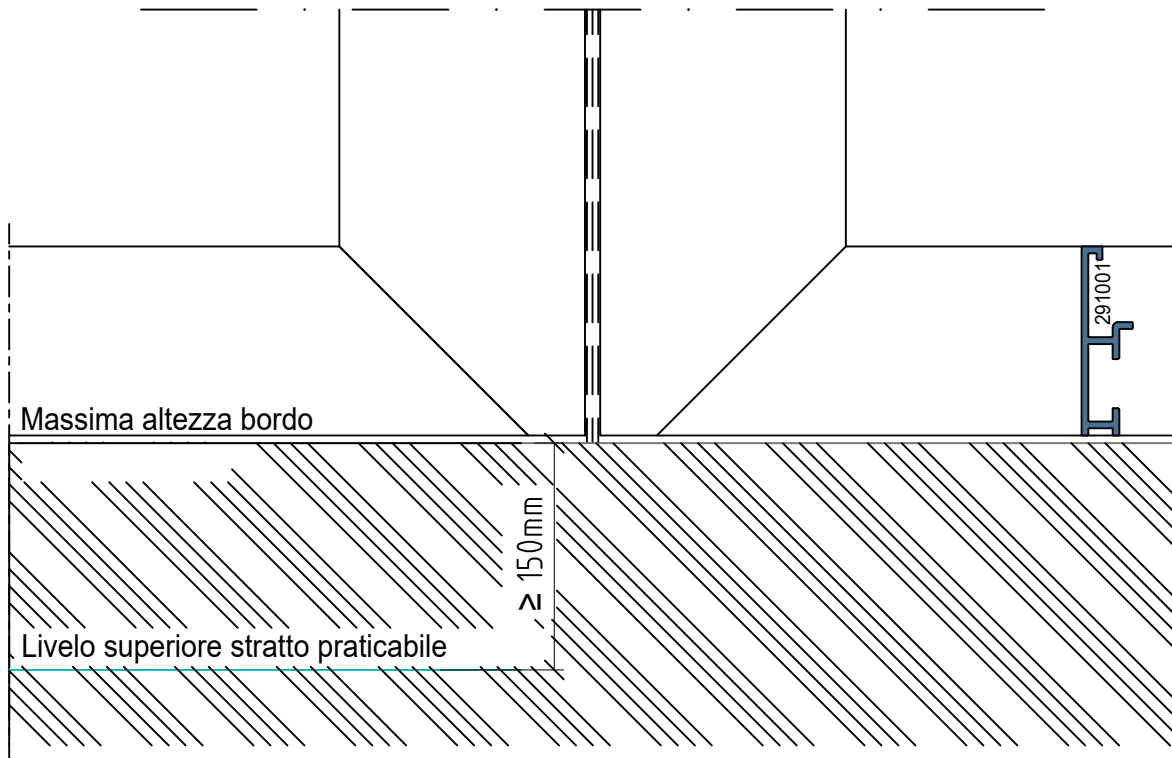 291001
Massima altezza bordo
≥ 150mm
Livelo superiore stratto praticabile